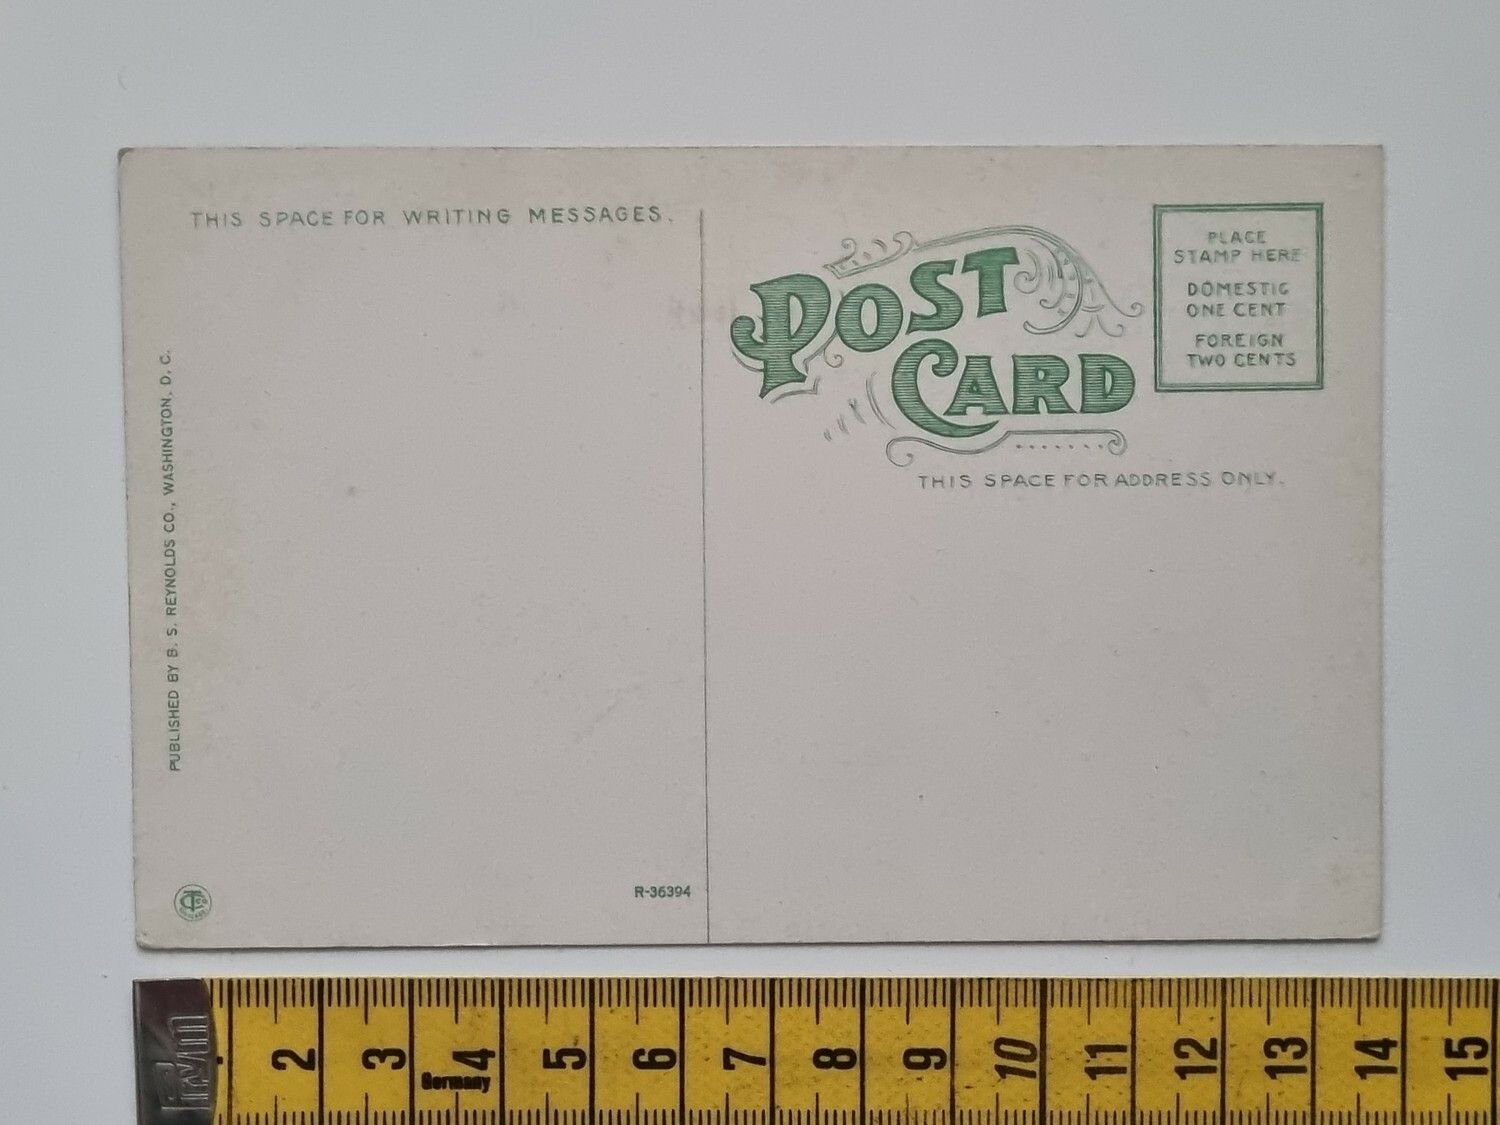 THIS SPACE FOR WRITING MESSAGES.
POST
CARD
PLACE
STAMP HERE
DOMESTIC
ONE CENT
FOREIGN
TWO CENTS
THIS SPACE FOR ADDRESS ONLY.
PUBLISHED BY B. S. REYNOLDS CO., WASHINGTON, D. C.
R-36394
2 3 4 5 6 7 8 9 10 11 12 13 14 15
Germany